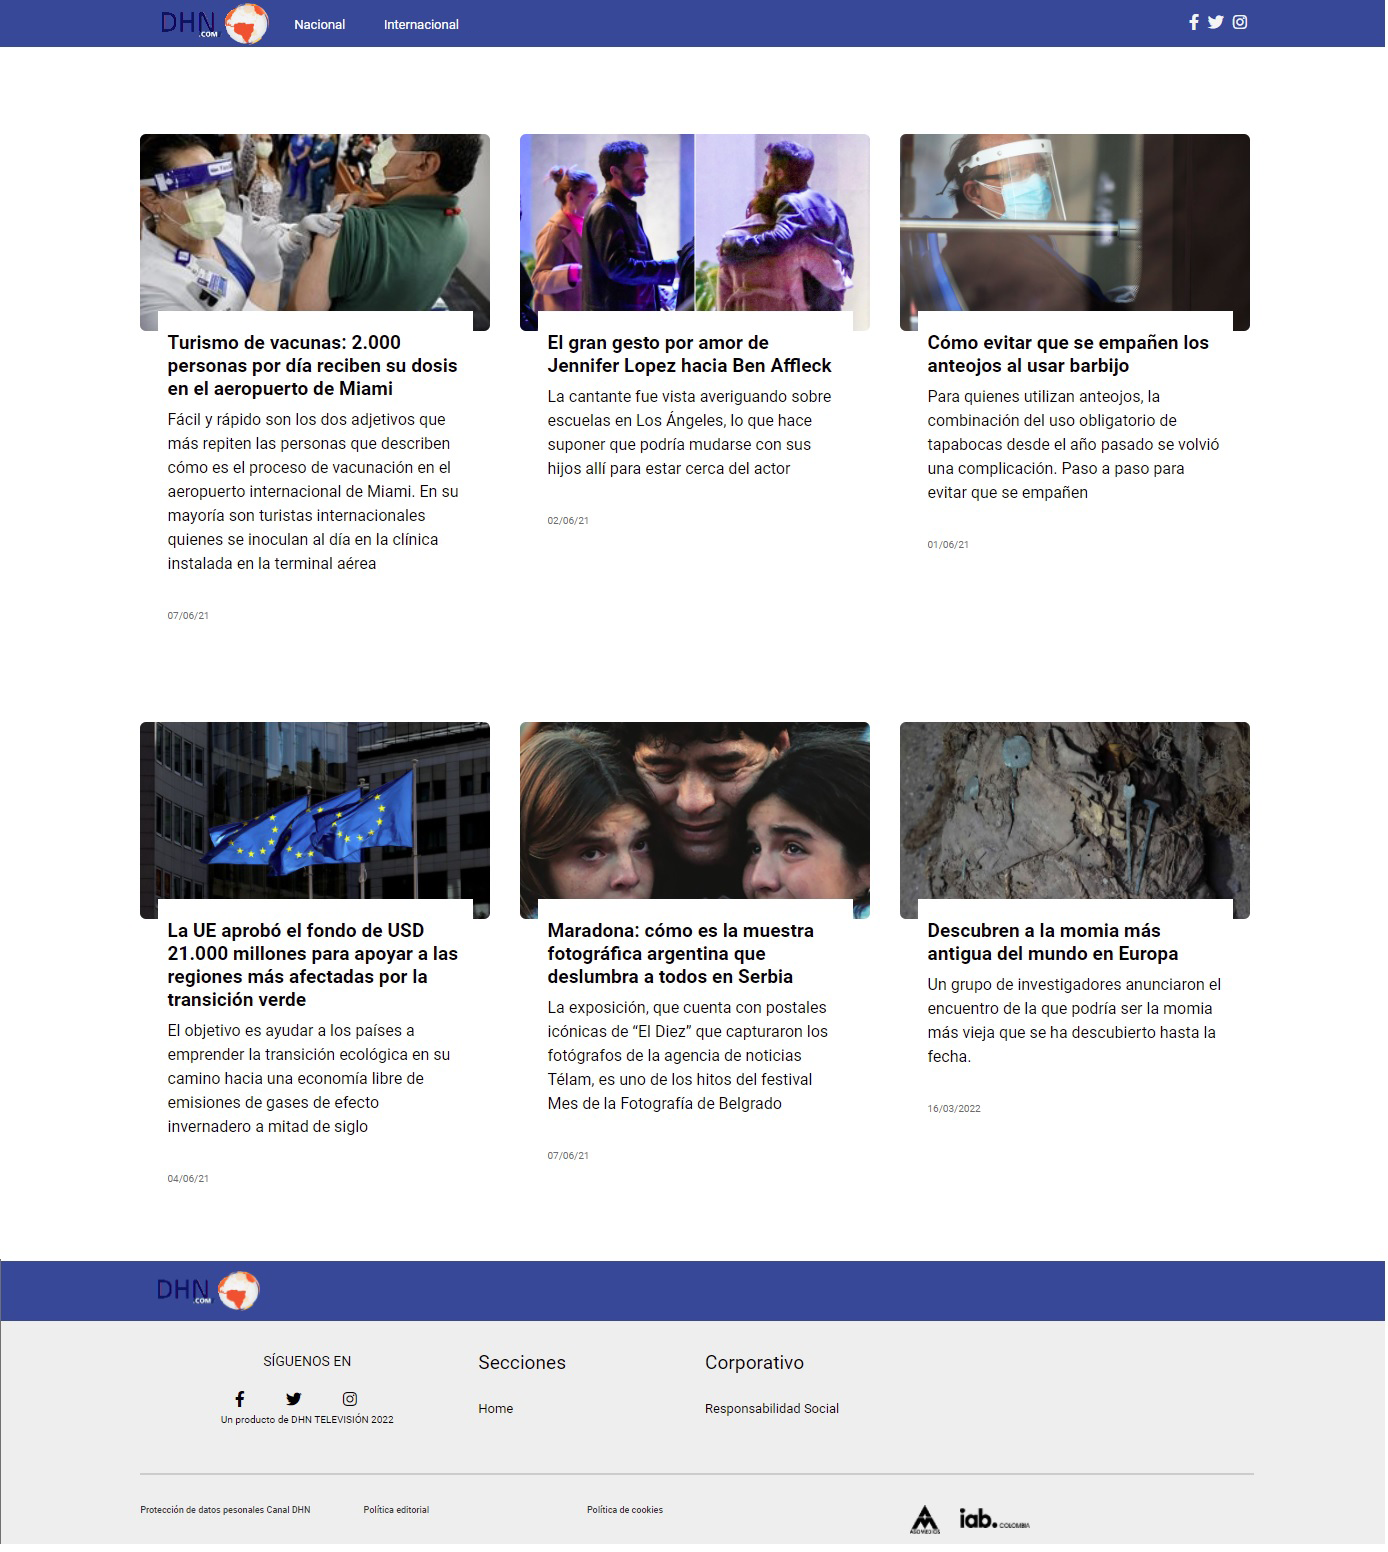 DHN
.COM
Nacional
Internacional
Turismo de vacunas: 2.000
personas por día reciben su dosis
en el aeropuerto de Miami
Fácil y rápido son los dos adjetivos que
más repiten las personas que describen
cómo es el proceso de vacunación en el
aeropuerto internacional de Miami. En su
mayoría son turistas internacionales
quienes se inoculan al día en la clínica
instalada en la terminal aérea
07/06/21
El gran gesto por amor de
Jennifer Lopez hacia Ben Affleck
La cantante fue vista averiguando sobre
escuelas en Los Ángeles, lo que hace
suponer que podría mudarse con sus
hijos allí para estar cerca del actor
02/06/21
Cómo evitar que se empañen los
anteojos al usar barbijo
Para quienes utilizan anteojos, la
combinación del uso obligatorio de
tapabocas desde el año pasado se volvió
una complicación. Paso a paso para
evitar que se empañen
01/06/21
La UE aprobó el fondo de USD
21.000 millones para apoyar a las
regiones más afectadas por la
transición verde
El objetivo es ayudar a los países a
emprender la transición ecológica en su
camino hacia una economía libre de
emisiones de gases de efecto
invernadero a mitad de siglo
04/06/21
Maradona: cómo es la muestra
fotográfica argentina que
deslumbra a todos en Serbia
La exposición, que cuenta con postales
icónicas de “El Diez” que capturaron los
fotógrafos de la agencia de noticias
Télam, es uno de los hitos del festival
Mes de la Fotografía de Belgrado
07/06/21
Descubren a la momia más
antigua del mundo en Europa
Un grupo de investigadores anunciaron el
encuentro de la que podría ser la momia
más vieja que se ha descubierto hasta la
fecha.
16/03/2022
DHN
.COM
SÍGUENOS EN
Un producto de DHN TELEVISIÓN 2022
Secciones
Home
Corporativo
Responsabilidad Social
Protección de datos pesonales Canal DHN
Política editorial
Política de cookies
ASOMEDIOS
iab. COLOMBIA